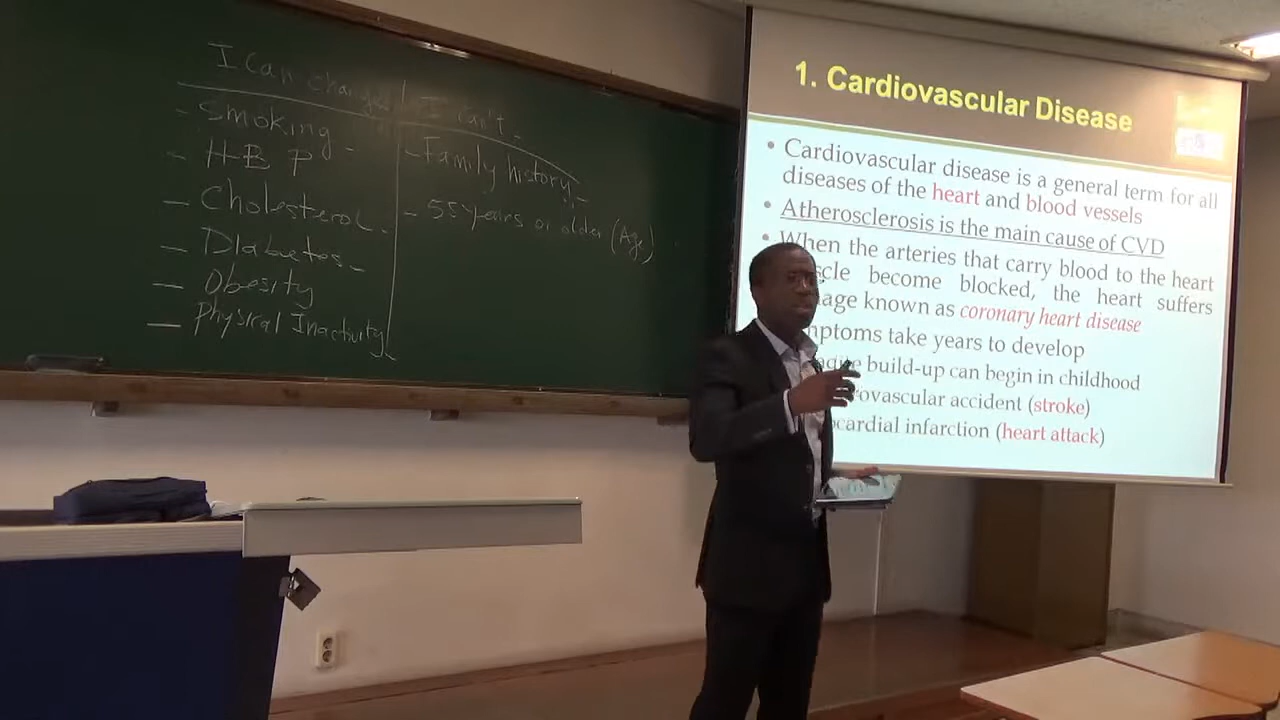 I can change
I can't -
- Smoking -
- H B P
- Cholesterol -
- Diabetes -
- Obesity
- Physical Inactivity
- Family history -
- 55 years or older (Age)
1. Cardiovascular Disease
• Cardiovascular disease is a general term for all
diseases of the heart and blood vessels
• Atherosclerosis is the main cause of CVD
• When the arteries that carry blood to the heart
become blocked, the heart suffers
known as coronary heart disease
take years to develop
build-up can begin in childhood
accident (stroke)
infarction (heart attack)